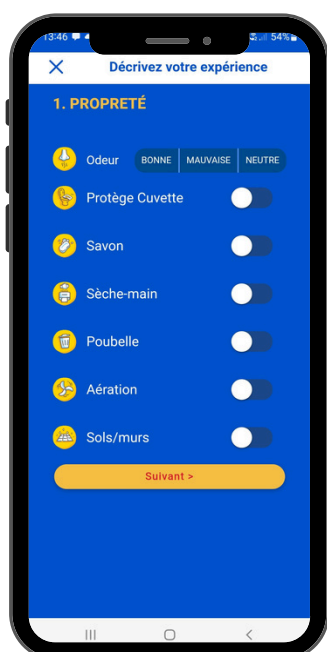 13:46
54%
Décrivez votre expérience
1. PROPRETÉ
Odeur BONNE MAUVAISE NEUTRE
Protège Cuvette
Savon
Sèche-main
Poubelle
Aération
Sols/murs
Suivant >